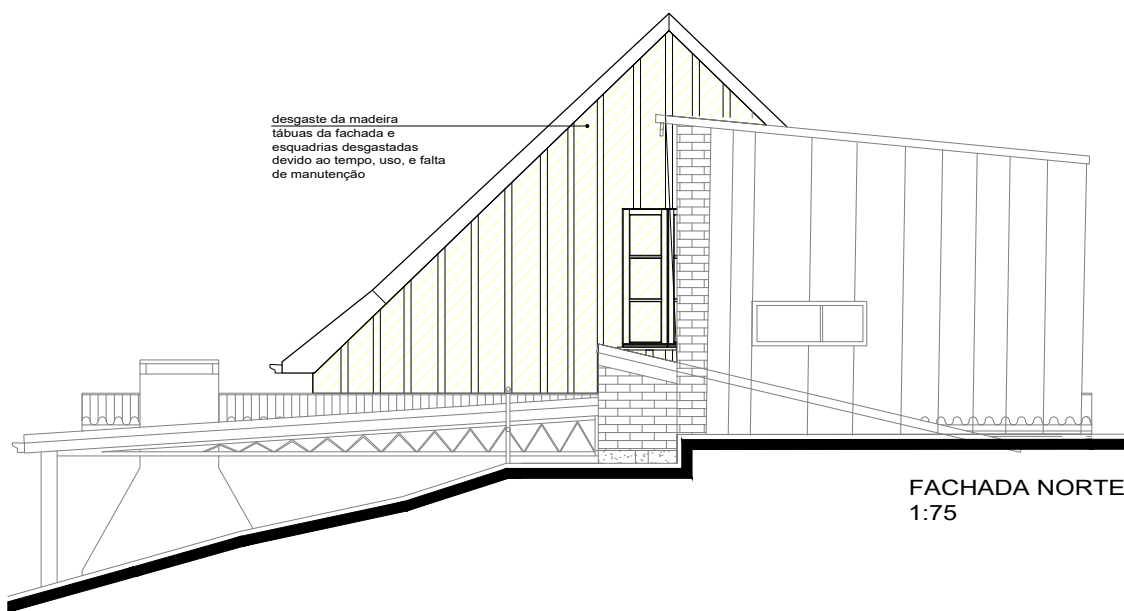 desgaste da madeira
tábuas da fachada e
esquadrias desgastadas
devido ao tempo, uso, e falta
de manutenção
FACHADA NORTE
1:75